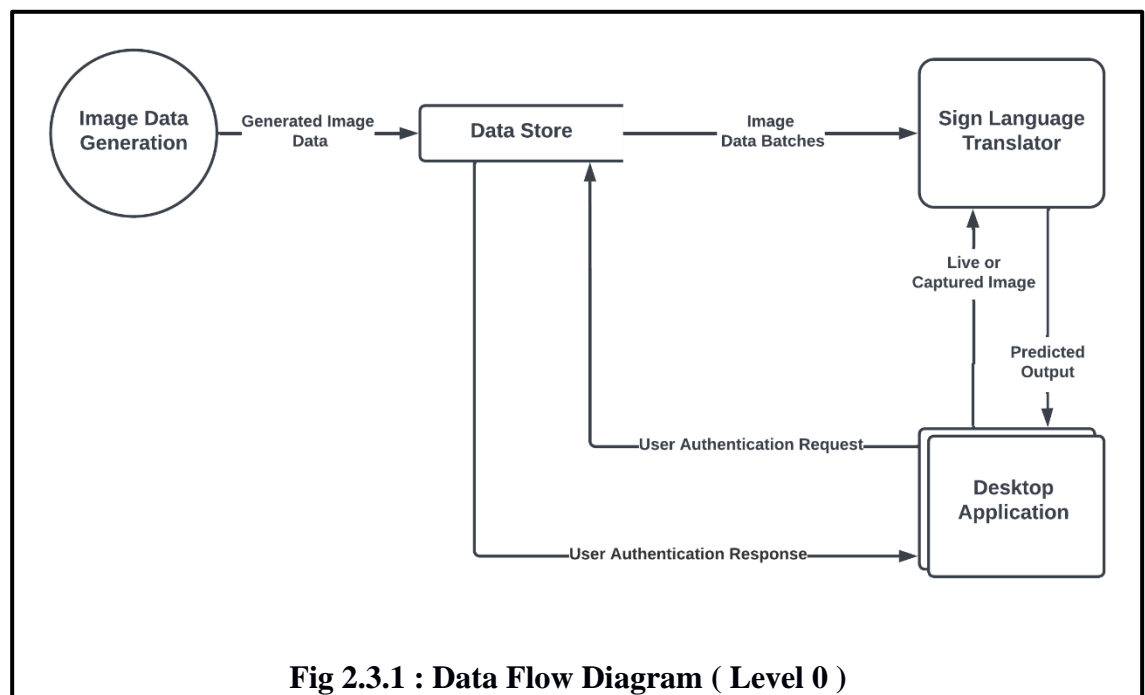 Image Data
Generation
Generated Image
Data
Data Store
Image
Data Batches
Sign Language
Translator
Live or
Captured Image
Predicted
Output
User Authentication Request
Desktop
Application
User Authentication Response
Fig 2.3.1 : Data Flow Diagram ( Level 0 )